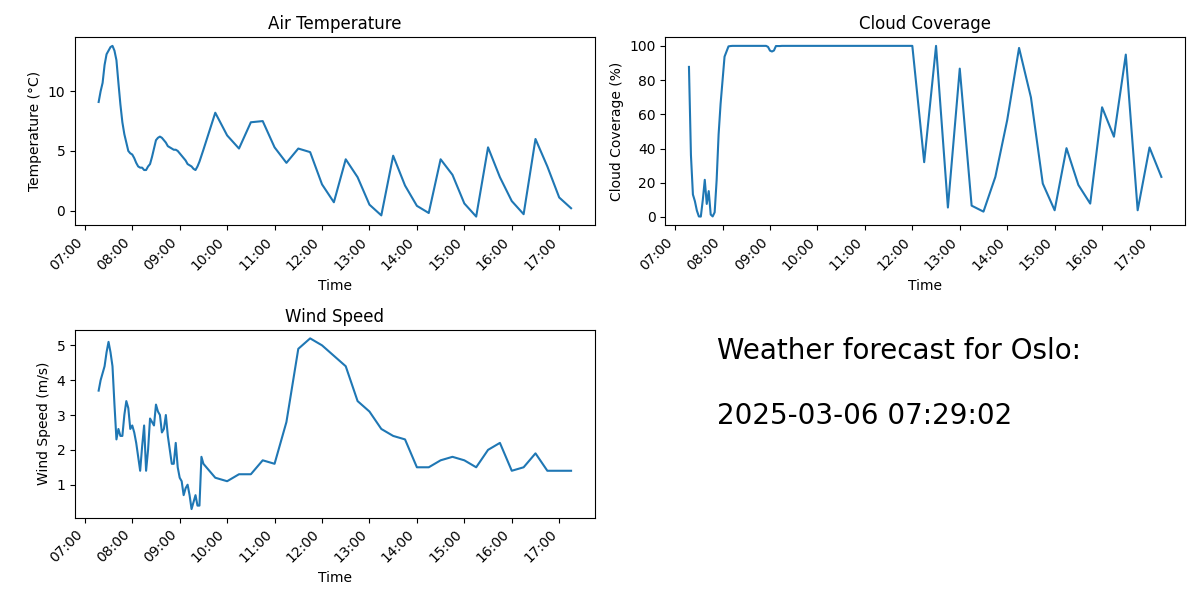 Air Temperature
Temperature (°C)
10
5
0
07:00 08:00 09:00 10:00 11:00 12:00 13:00 14:00 15:00 16:00 17:00
Time
Cloud Coverage
Cloud Coverage (%)
100
80
60
40
20
0
07:00 08:00 09:00 10:00 11:00 12:00 13:00 14:00 15:00 16:00 17:00
Time
Wind Speed
Wind Speed (m/s)
5
4
3
2
1
07:00 08:00 09:00 10:00 11:00 12:00 13:00 14:00 15:00 16:00 17:00
Time
Weather forecast for Oslo:
2025-03-06 07:29:02